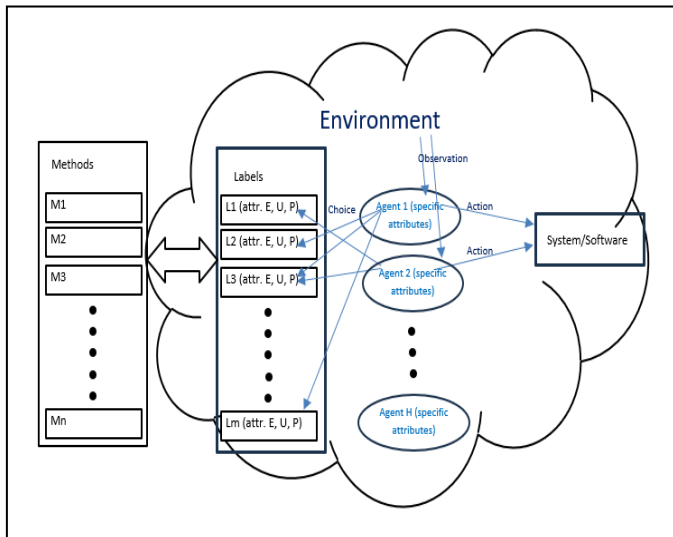 Environment
Methods
M1
M2
M3
Mn
Labels
L1 (attr. E, U, P)
L2 (attr. E, U, P)
L3 (attr. E, U, P)
Lm (attr. E, U, P)
Choice
Observation
Agent 1 (specific
attributes)
Action
Agent 2 (specific
attributes)
Action
Agent H (specific
attributes)
System/Software